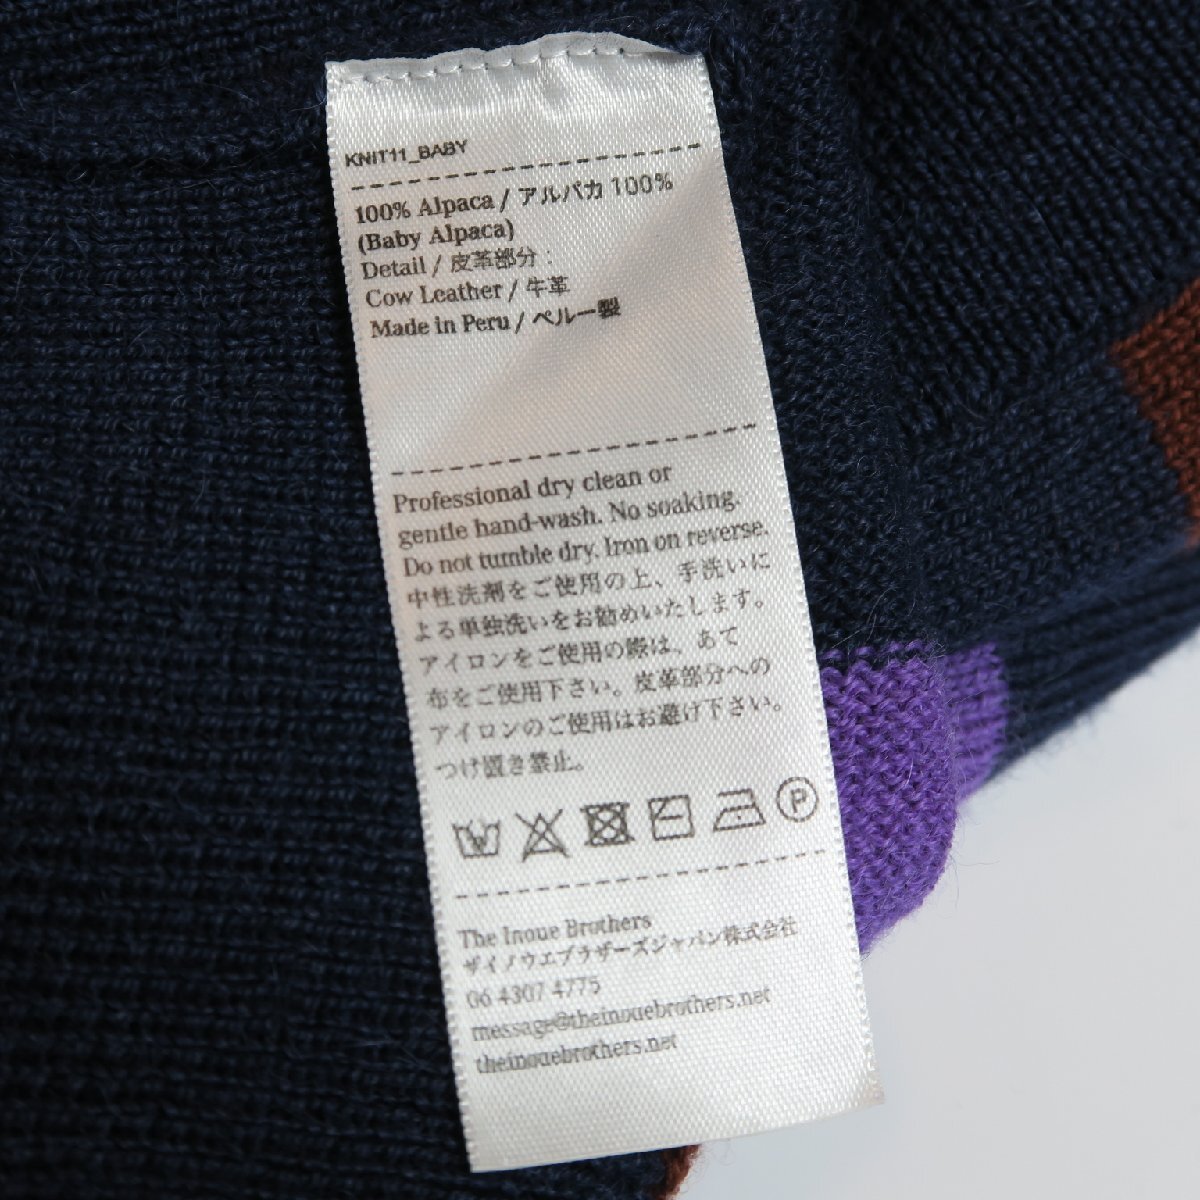 KNIT11_BABY
100% Alpaca / アルパカ 100%
(Baby Alpaca)
Detail / 皮革部分 :
Cow Leather / 牛革
Made in Peru / ペルー製
Professional dry clean or
gentle hand-wash. No soaking.
Do not tumble dry. Iron on reverse.
中性洗剤をご使用の上、手洗いに
よる単独洗いをお勧めいたします。
アイロンをご使用の際は、あて
布をご使用下さい。皮革部分への
アイロンのご使用はお避け下さい。
つけ置き禁止。
P
The Inoue Brothers
ザイノウエブラザーズジャパン株式会社
06 4307 4775
message@theinouebrothers.net
theinouebrothers.net